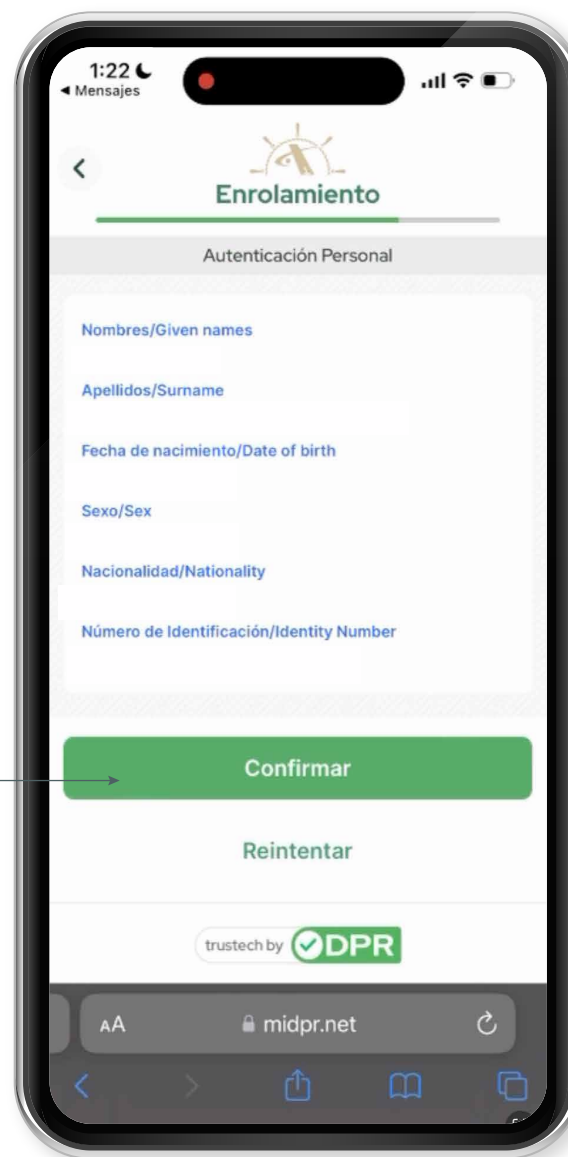 1:22
◀ Mensajes
Enrolamiento
Autenticación Personal
Nombres/Given names
Apellidos/Surname
Fecha de nacimiento/Date of birth
Sexo/Sex
Nacionalidad/Nationality
Número de Identificación/Identity Number
Confirmar
Reintentar
trustech by DPR
AA midpr.net